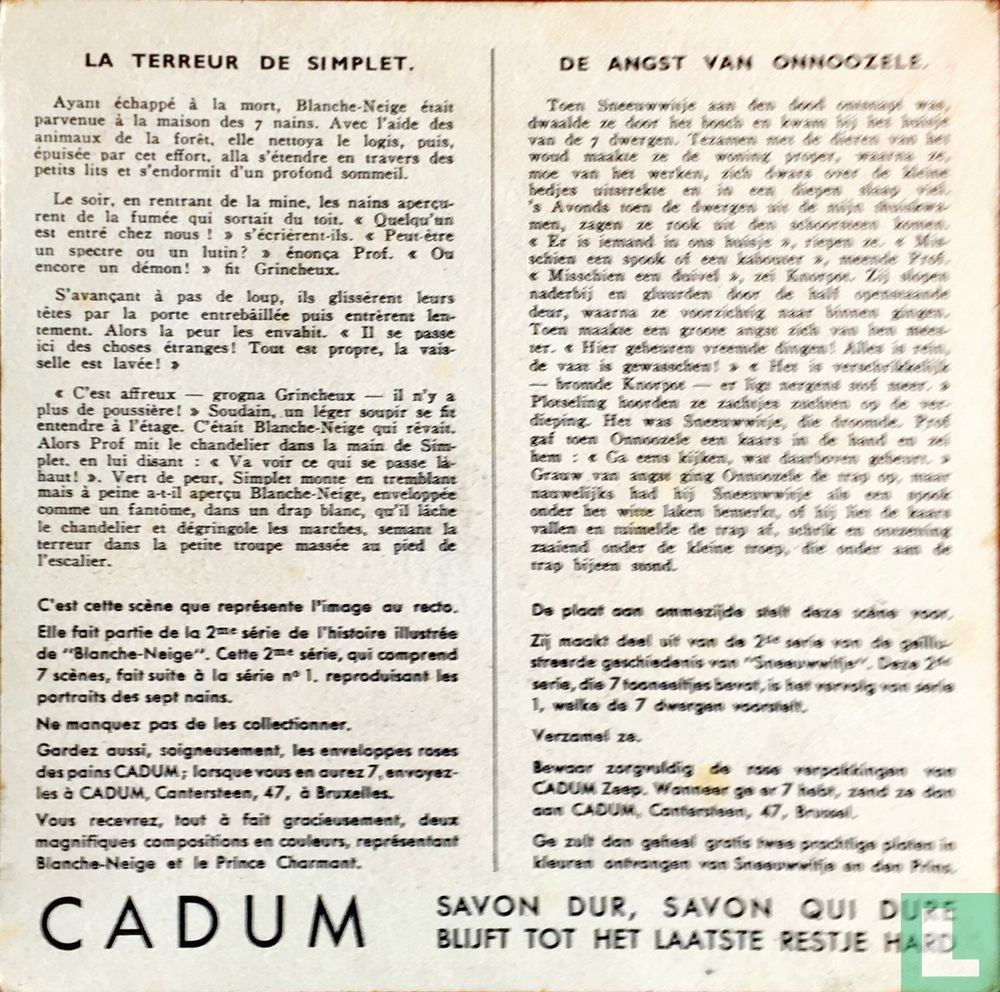 LA TERREUR DE SIMPLET.
Ayant échappé à la mort, Blanche-Neige était
parvenue à la maison des 7 nains. Avec l'aide des
animaux de la forêt, elle nettoya le logis, puis,
épuisée par cet effort, alla s'étendre en travers des
petits lits et s'endormit d'un profond sommeil.
Le soir, en rentrant de la mine, les nains aperçu-
rent de la fumée qui sortait du toit. « Quelqu'un
est entré chez nous ! » s'écrièrent-ils. « Peut-être
un spectre ou un lutin? » énonça Prof. « Ou
encore un démon! » fit Grincheux.
S'avançant à pas de loup, ils glissèrent leurs
têtes par la porte entrebâillée puis entrèrent len-
tement. Alors la peur les envahit. « Il se passe
ici des choses étranges! Tout est propre, la vais-
selle est lavée! »
« C'est affreux — grogna Grincheux — il n'y a
plus de poussière! » Soudain, un léger soupir se fit
entendre à l'étage. C'était Blanche-Neige qui rêvait.
Alors Prof mit le chandelier dans la main de Sim-
plet, en lui disant : « Va voir ce qui se passe là-
haut! ». Vert de peur, Simplet monte en tremblant
mais à peine a-t-il aperçu Blanche-Neige, enveloppée
comme un fantôme, dans un drap blanc, qu'il lâche
le chandelier et dégringole les marches, semant la
terreur dans la petite troupe massée au pied de
l'escalier.
C'est cette scène que représente l'image au recto.
Elle fait partie de la 2me série de l'histoire illustrée
de "Blanche-Neige". Cette 2me série, qui comprend
7 scènes, fait suite à la série no 1, reproduisant les
portraits des sept nains.
Ne manquez pas de les collectionner.
Gardez aussi, soigneusement, les enveloppes roses
des pains CADUM; lorsque vous en aurez 7, envoyez-
les à CADUM, Cantersteen, 47, à Bruxelles.
Vous recevrez, tout à fait gracieusement, deux
magnifiques compositions en couleurs, représentant
Blanche-Neige et le Prince Charmant.
DE ANGST VAN ONNOOZELE.
Toen Sneeuwwitje aan den dood ontsnapt was,
dwaalde ze door het bosch en kwam bij het huisje
van de 7 dwergen. Tezamen met de dieren van het
woud maakte ze de woning proper, waarna ze,
moe van het werken, zich dwars over de kleine
bedjes uitstrekte en in een diepen slaap viel.
's Avonds toen de dwergen uit de mijn thuiskwa-
men, zagen ze rook uit den schoorsteen komen.
« Er is iemand in ons huisje », riepen ze. « Mis-
schien een spook of een kabouter », meende Prof.
« Misschien een duivel », zei Knorpot. Zij slopen
naderbij en gluurden door de half openstaande
deur, waarna ze voorzichtig naar binnen gingen.
Toen maakte een groote angst zich van hen mees-
ter. « Hier gebeuren vreemde dingen! Alles is rein,
de vaat is gewasschen! » « Het is verschrikkelijk
— bromde Knorpot — er ligt nergens stof meer. »
Plotseling hoorden ze zachtjes zuchten op de ver-
dieping. Het was Sneeuwwitje, die droomde. Prof
gaf toen Onnoozele een kaars in de hand en zei
hem : « Ga eens kijken, wat daarboven gebeurt. »
Grauw van angst ging Onnoozele de trap op, maar
nauwelijks had hij Sneeuwwitje als een spook
onder het witte laken bemerkt, of hij liet de kaars
vallen en tuimelde de trap af, schrik en ontzetting
zaaiend onder de kleine troep, die onder aan de
trap bijeen stond.
De plaat aan ommezijde stelt deze scène voor.
Zij maakt deel uit van de 2de serie van de geïllu-
streerde geschiedenis van "Sneeuwwitje". Deze 2de
serie, die 7 tooneeltjes bevat, is het vervolg van serie
1, welke de 7 dwergen voorstelt.
Verzamel ze.
Bewaar zorgvuldig de rose verpakkingen van
CADUM Zeep. Wanneer ge er 7 hebt, zend ze dan
aan CADUM, Cantersteen, 47, Brussel.
Ge zult dan geheel gratis twee prachtige platen in
kleuren ontvangen van Sneeuwwitje en den Prins.
CADUM
SAVON DUR, SAVON QUI DURE
BLIJFT TOT HET LAATSTE RESTJE HARD
L